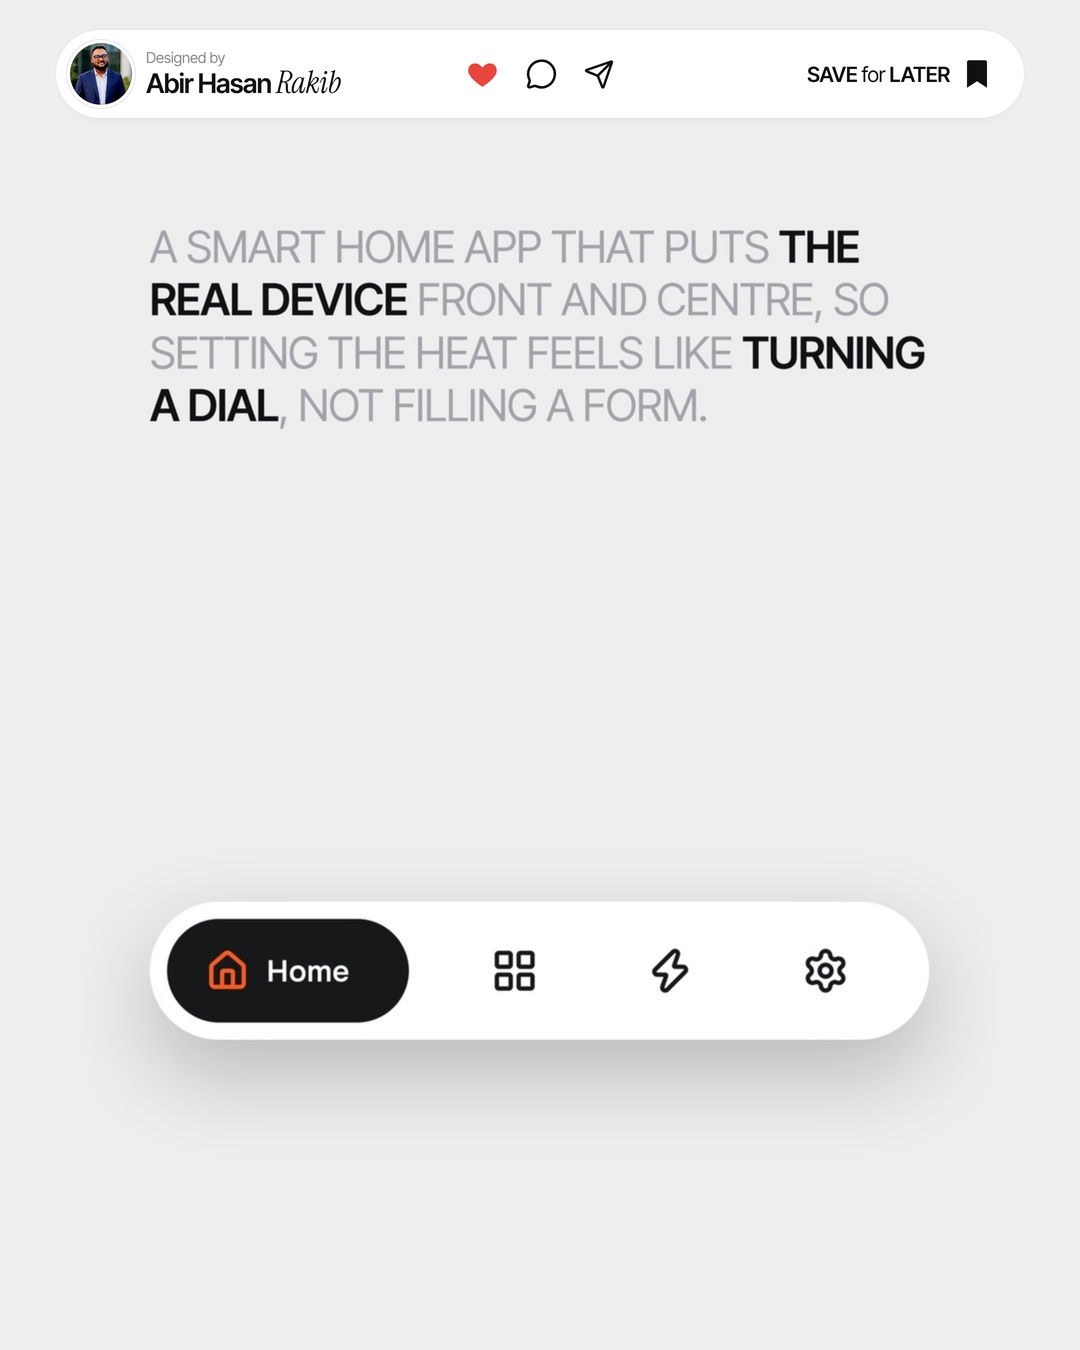 Designed by
Abir Hasan Rakib
SAVE for LATER
A SMART HOME APP THAT PUTS THE
REAL DEVICE FRONT AND CENTRE, SO
SETTING THE HEAT FEELS LIKE TURNING
A DIAL, NOT FILLING A FORM.
Home